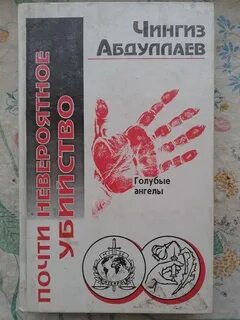 Чингиз
Абдуллаев
ПОЧТИ НЕВЕРОЯТНОЕ
УБИЙСТВО
Голубые
ангелы